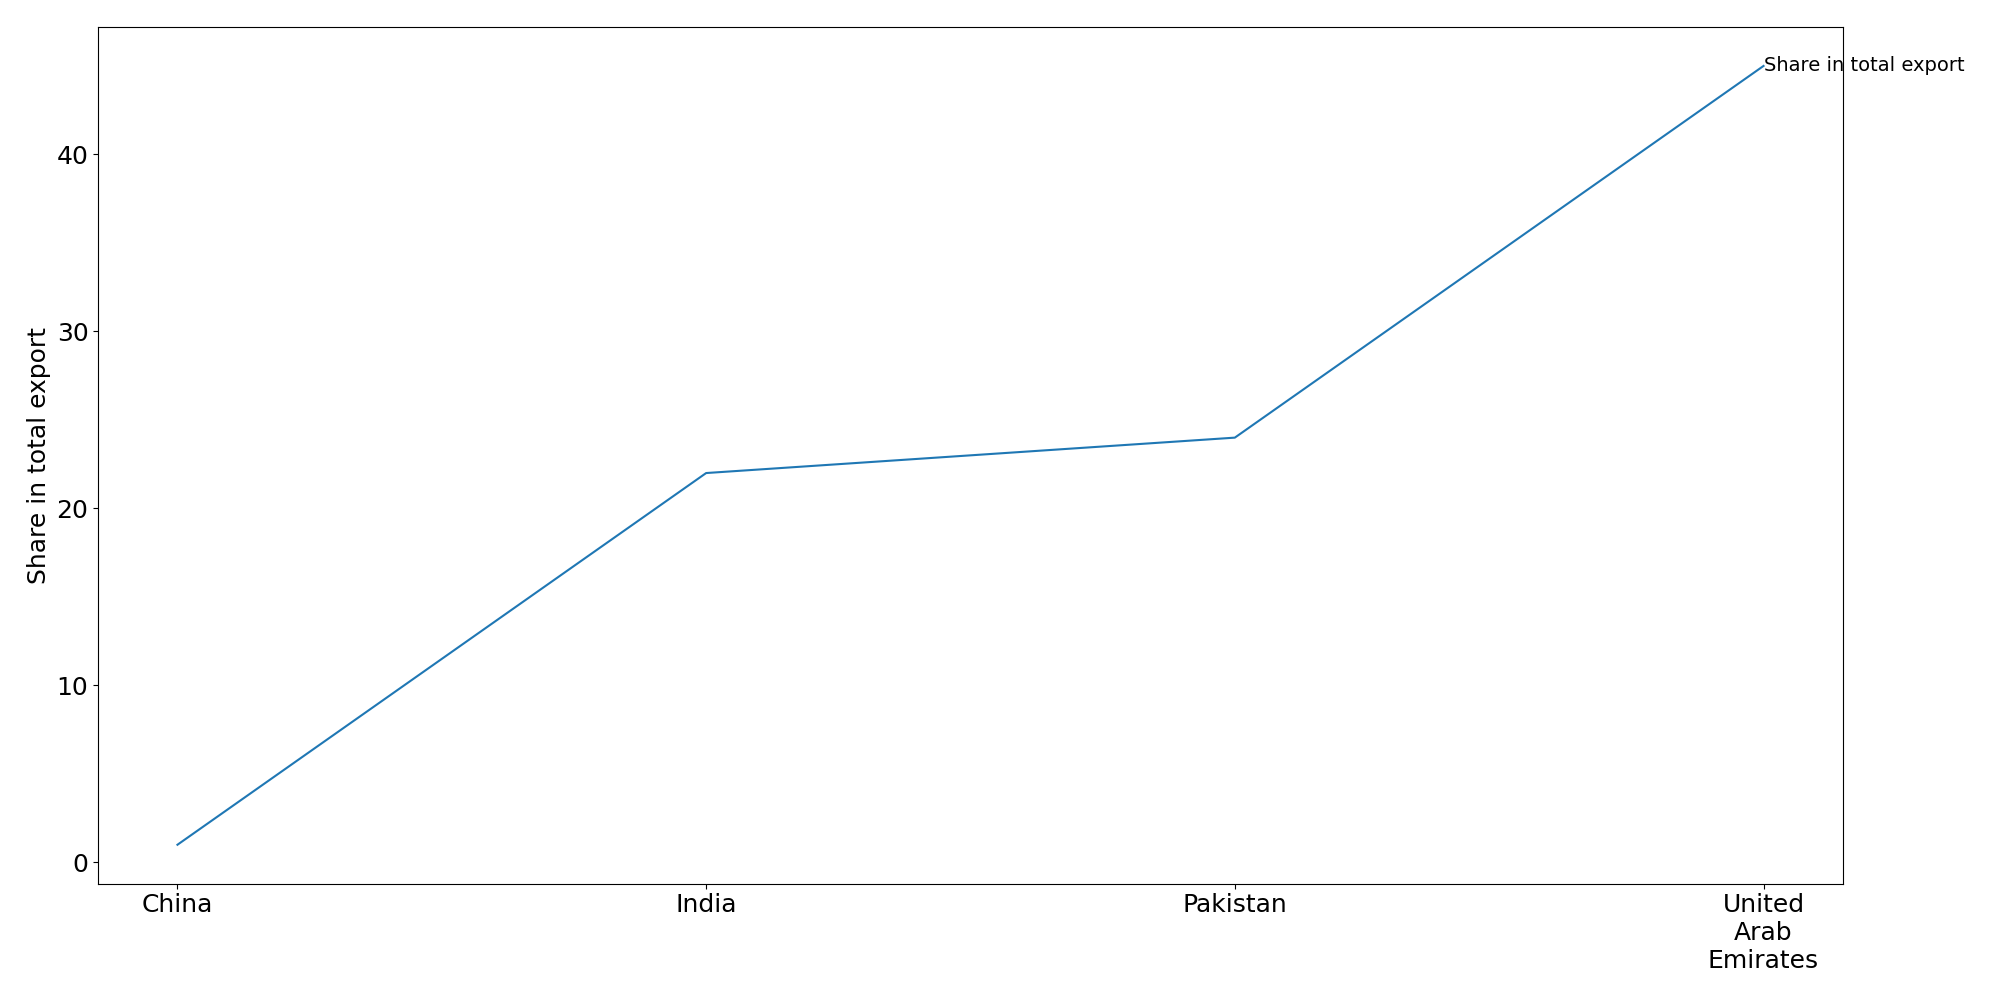 Share in total export
Share in total export
40
30
20
10
0
China
India
Pakistan
United
Arab
Emirates